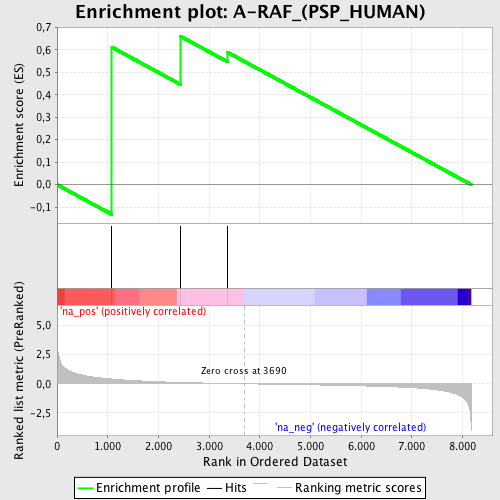 Enrichment plot: A-RAF_(PSP_HUMAN)
Enrichment score (ES)
0,7
0,6
0,5
0,4
0,3
0,2
0,1
0,0
-0,1
'na_pos' (positively correlated)
Ranked list metric (PreRanked)
5,0
2,5
0,0
-2,5
Zero cross at 3690
'na_neg' (negatively correlated)
0 1.000 2.000 3.000 4.000 5.000 6.000 7.000 8.000
Rank in Ordered Dataset
Enrichment profile Hits Ranking metric scores